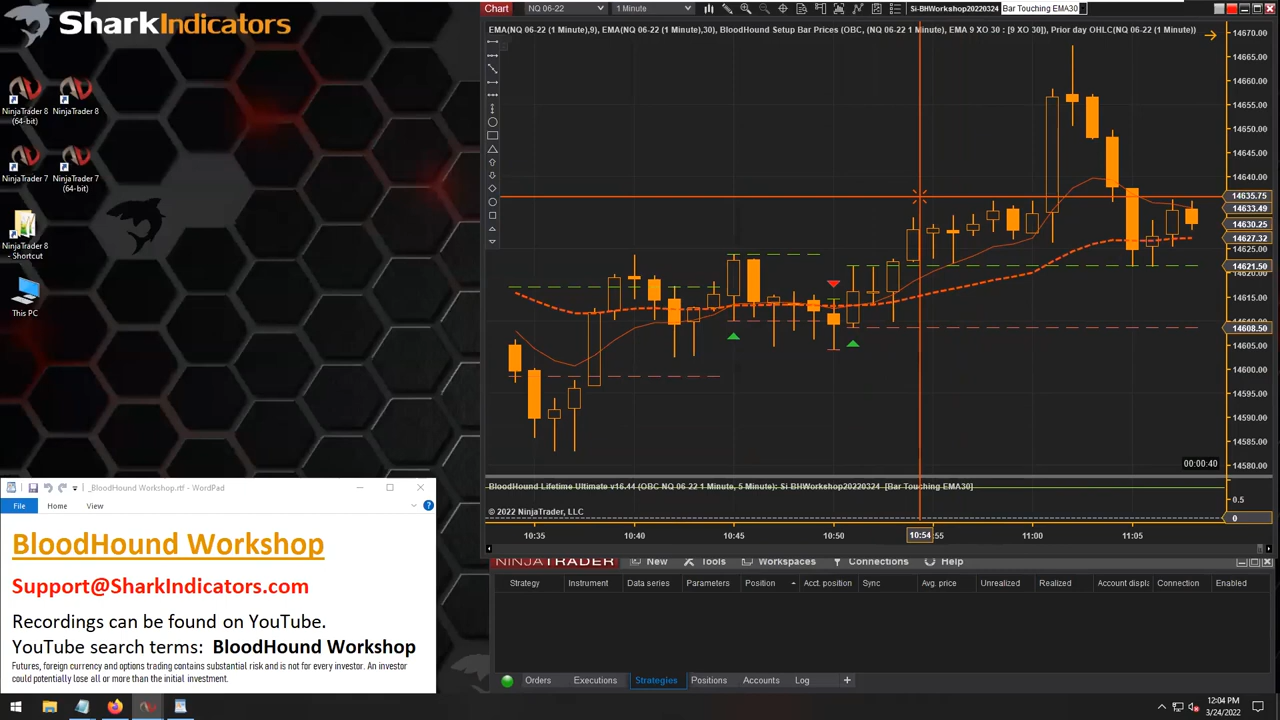 SharkIndicators
NinjaTrader 8
(64-bit)
NinjaTrader 8
NinjaTrader 7
NinjaTrader 7
(64-bit)
NinjaTrader 8
- Shortcut
This PC
Chart
NQ 06-22
1 Minute
Si-BHWorkshop20220324
Bar Touching EMA30
EMA(NQ 06-22 (1 Minute),9), EMA(NQ 06-22 (1 Minute),30), BloodHound Setup Bar Prices (OBC, (NQ 06-22 (1 Minute), EMA 9 XO 30 : [9 XO 30]), Prior day OHLC(NQ 06-22 (1 Minute))
14670.00
14665.00
14660.00
14655.00
14650.00
14645.00
14640.00
14635.75
14633.49
14630.25
14627.32
14625.00
14621.50
14620.00
14615.00
14610.00
14608.50
14605.00
14600.00
14595.00
14590.00
14585.00
14580.00
00:00:40
BloodHound Lifetime Ultimate v16.44 (OBC NQ 06-22 1 Minute, 5 Minute): Si BHWorkshop20220324 [Bar Touching EMA30]
0.5
0
© 2022 NinjaTrader, LLC
10:35
10:40
10:45
10:50
10:54
:55
11:00
11:05
NINJATRADER
New
Tools
Workspaces
Connections
Help
Strategy
Instrument
Data series
Parameters
Position
Acct. position
Sync
Avg. price
Unrealized
Realized
Account displa
Connection
Enabled
Orders
Executions
Strategies
Positions
Accounts
Log
+
_BloodHound Workshop.rtf - WordPad
File
Home
View
BloodHound Workshop
Support@SharkIndicators.com
Recordings can be found on YouTube.
YouTube search terms: BloodHound Workshop
Futures, foreign currency and options trading contains substantial risk and is not for every investor. An investor
could potentially lose all or more than the initial investment.
12:04 PM
3/24/2022